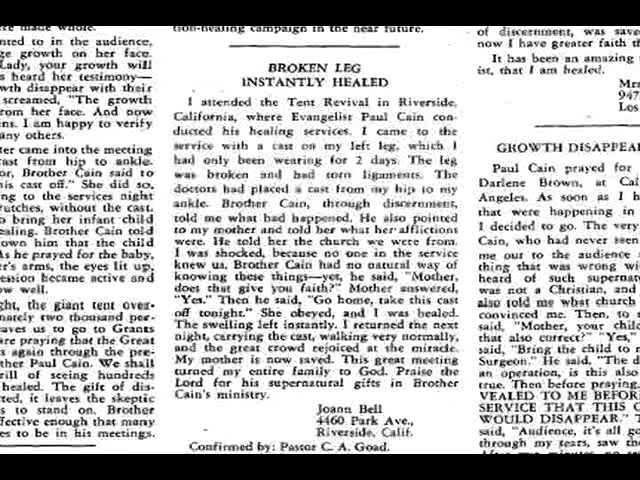 made whole.
nted to in the audience,
ge growth on her face.
Lady, your growth will
s heard her testimony—
wth disappear with their
screamed, "The growth
rom her face. And now
ns. I am happy to verify
any others.
ter came into the meeting
cast from hip to ankle.
or, Brother Cain said to
his cast off." She did so,
ng to the services night
rutches, without the cast.
o bring her infant child
ealing. Brother Cain told
own him that the child
As he prayed for the baby,
er's arms, the eyes lit up,
ession became active and
ow well.
ght, the giant tent over-
mately two thousand per-
eaves us to go to Grants
are praying that the Great
s again through the pre-
ther Paul Cain. We shall
rill of seeing hundreds
healed. The gift of dis-
ted, it leaves the skeptic
s to stand on. Brother
ffective enough that many
es to be in his meetings.
tion-healing campaign in the near future.
BROKEN LEG
INSTANTLY HEALED
I attended the Tent Revival in Riverside,
California, where Evangelist Paul Cain con-
ducted his healing services. I came to the
service with a cast on my left leg, which I
had only been wearing for 2 days. The leg
was broken and had torn ligaments. The
doctors had placed a cast from my hip to my
ankle. Brother Cain, through discernment,
told me what had happened. He also pointed
to my mother and told her what her afflictions
were. He told her the church we were from.
I was shocked, because no one in the service
knew us, Brother Cain had no natural way of
knowing these things—yet, he said, "Mother,
does that give you faith?" Mother answered,
"Yes." Then he said, "Go home, take this cast
off tonight." She obeyed, and I was healed.
The swelling left instantly. I returned the next
night, carrying the cast, walking very normally,
and the great crowd rejoiced at the miracle.
My mother is now saved. This great meeting
turned my entire family to God. Praise the
Lord for his supernatural gifts in Brother
Cain's ministry.
Joann Bell
4460 Park Ave.,
Riverside, Calif.
Confirmed by: Pastor C. A. Goad.
of discernment, was save
now I have greater faith th
It has been an amazing
ist, that I am healed.
Mrs
947
Los
GROWTH DISAPPEAR
Paul Cain prayed for
Darlene Brown, at Cal
Angeles. As soon as I h
that were happening in
I decided to go. The very
Cain, who had never seen
me out to the audience
thing that was wrong wi
heard of such supernat
was not a Christian and
also told me what church
convinced me. Then, to
said, "Mother, your child
that also correct?" "Yes,"
said, "Bring the child to
Surgeon." He said, "The d
an operation, is this also
true. Then before praying,
VEALED TO ME BEFOR
SERVICE THAT THIS G
WOULD DISAPPEAR." T
said, "Audience, it's all go
through my tears, saw th